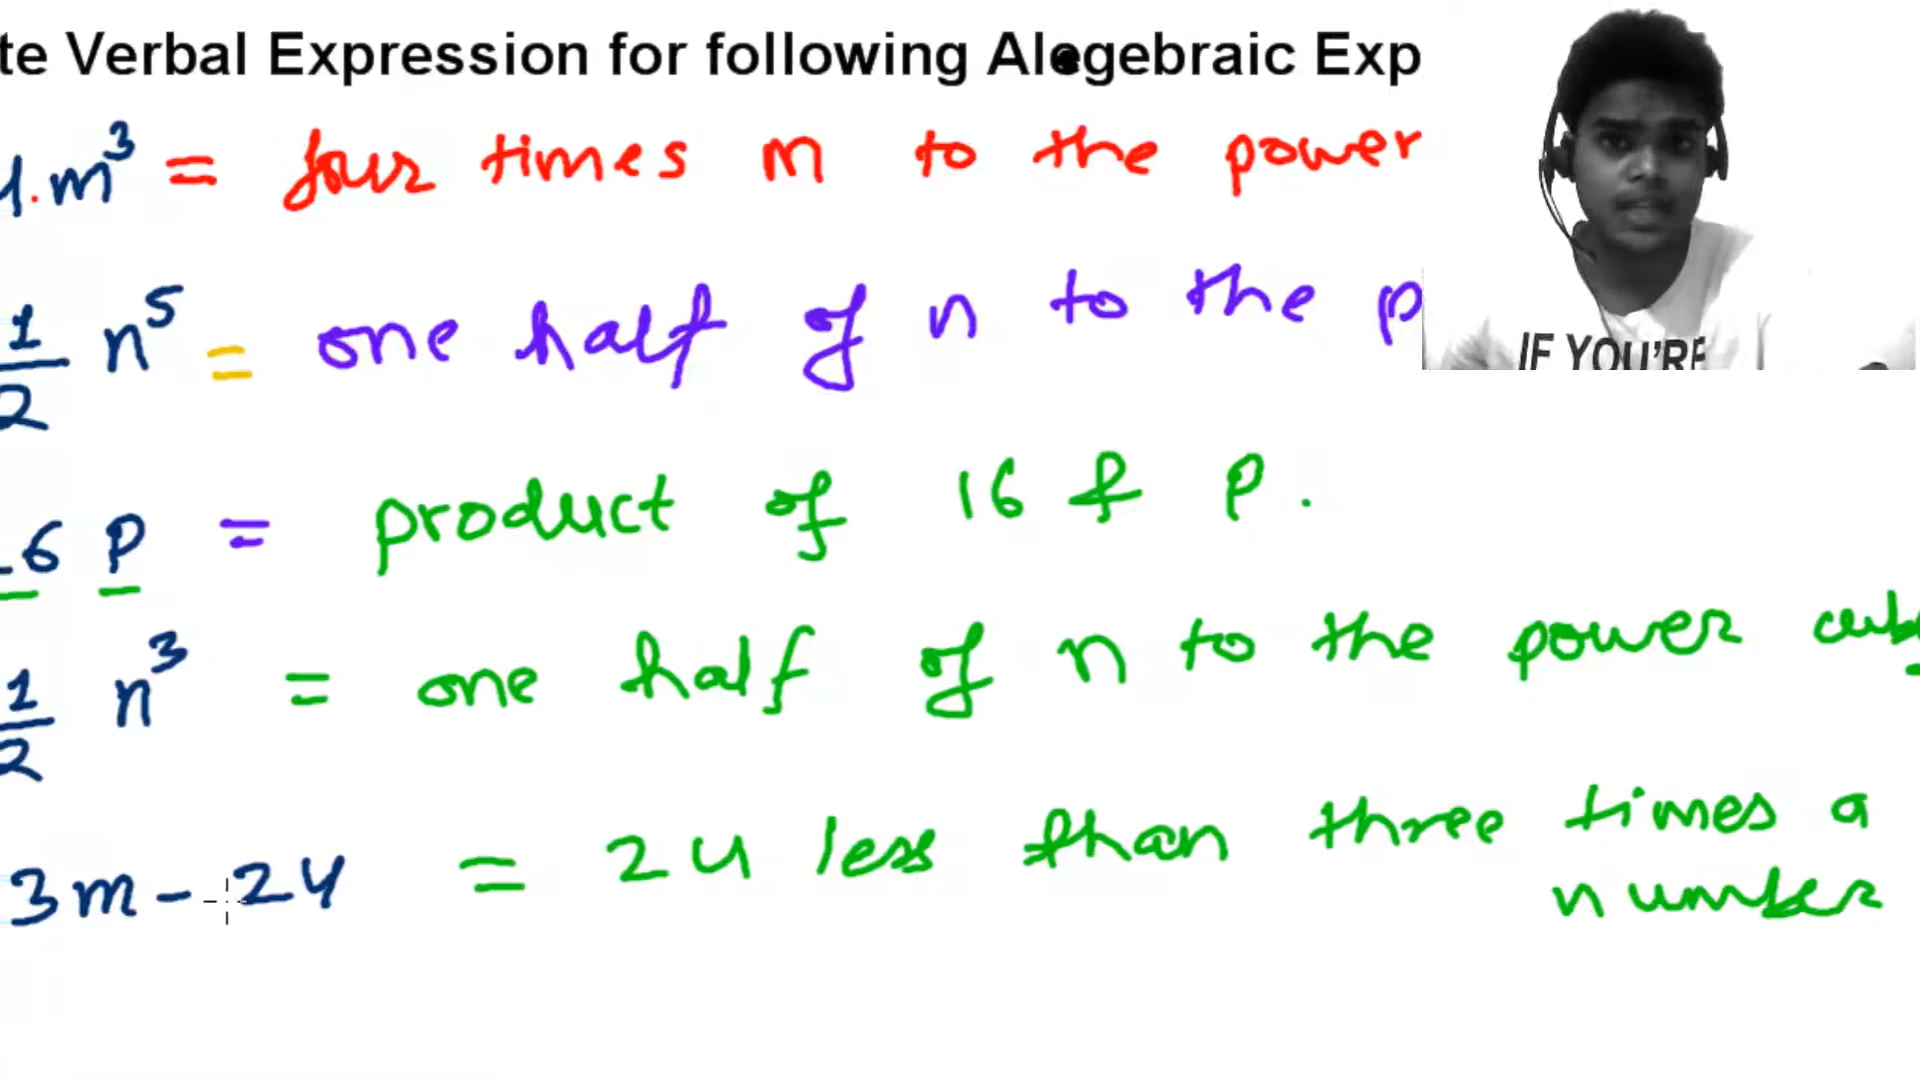 te Verbal Expression for following Alegebraic Exp
4.m³ = four times m to the power
1/2 n⁵ = one half of n to the p
16 p = product of 16 & p.
1/2 n³ = one half of n to the power cub
3m - 24 = 24 less than three times a
number
IF YOU'RE